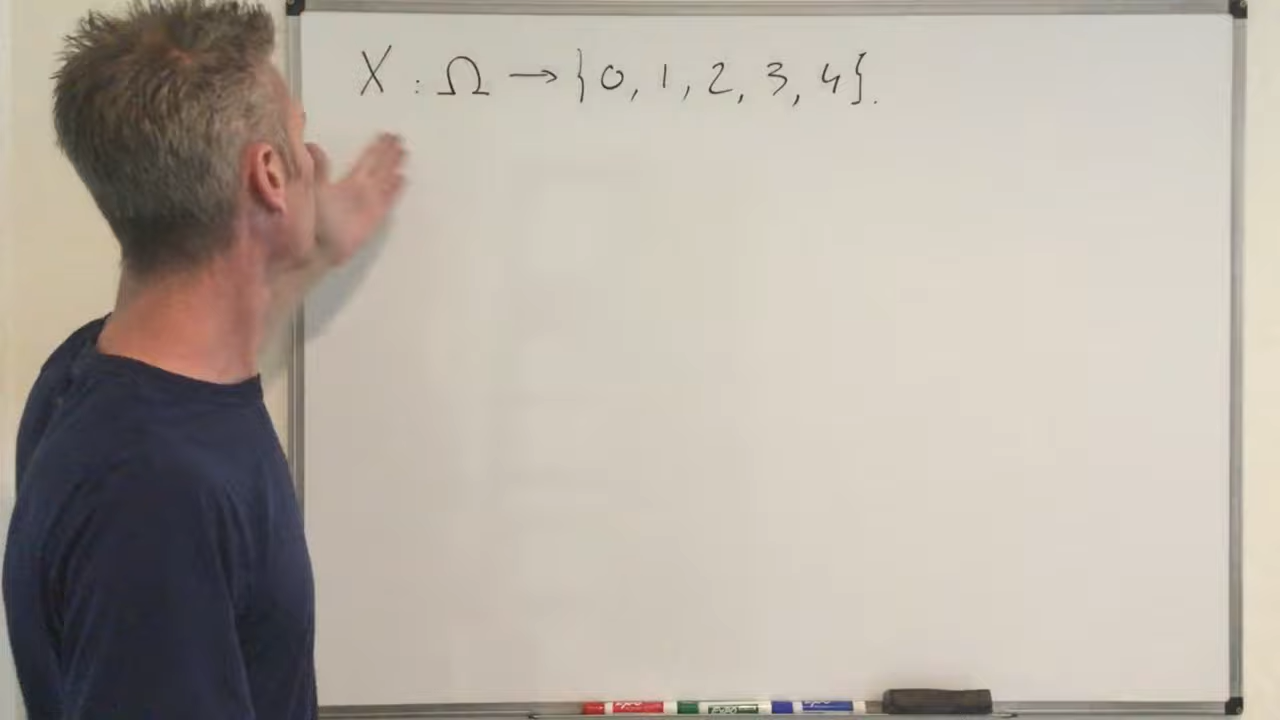 X : Ω → {0, 1, 2, 3, 4}.